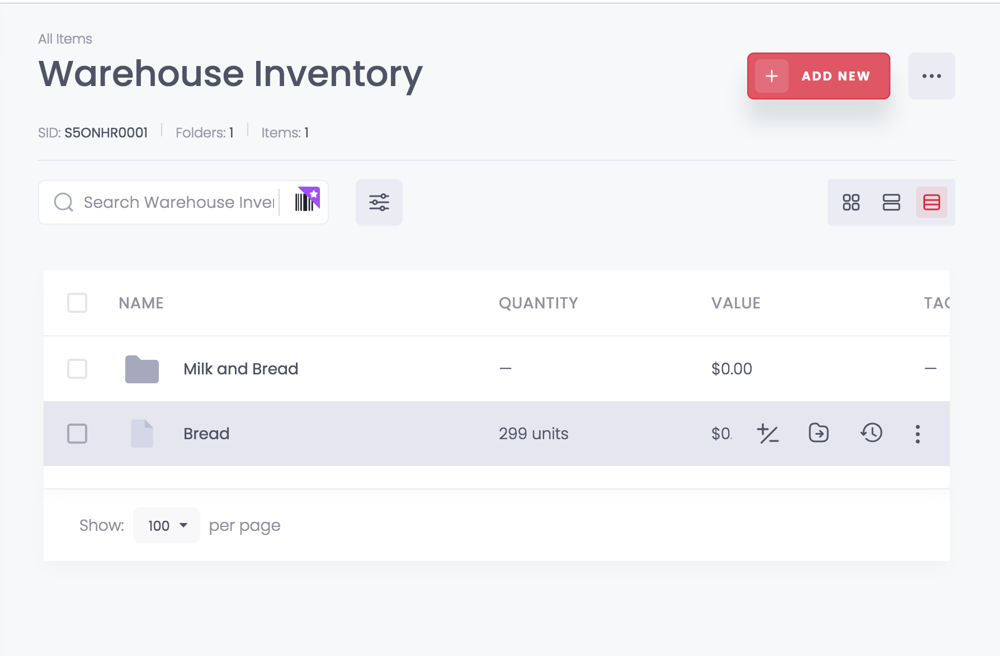 All Items
Warehouse Inventory
ADD NEW
SID: S5ONHR0001 Folders: 1 Items: 1
Search Warehouse Inve
NAME QUANTITY VALUE TAG
Milk and Bread — $0.00 —
Bread 299 units $0.
Show: 100 per page